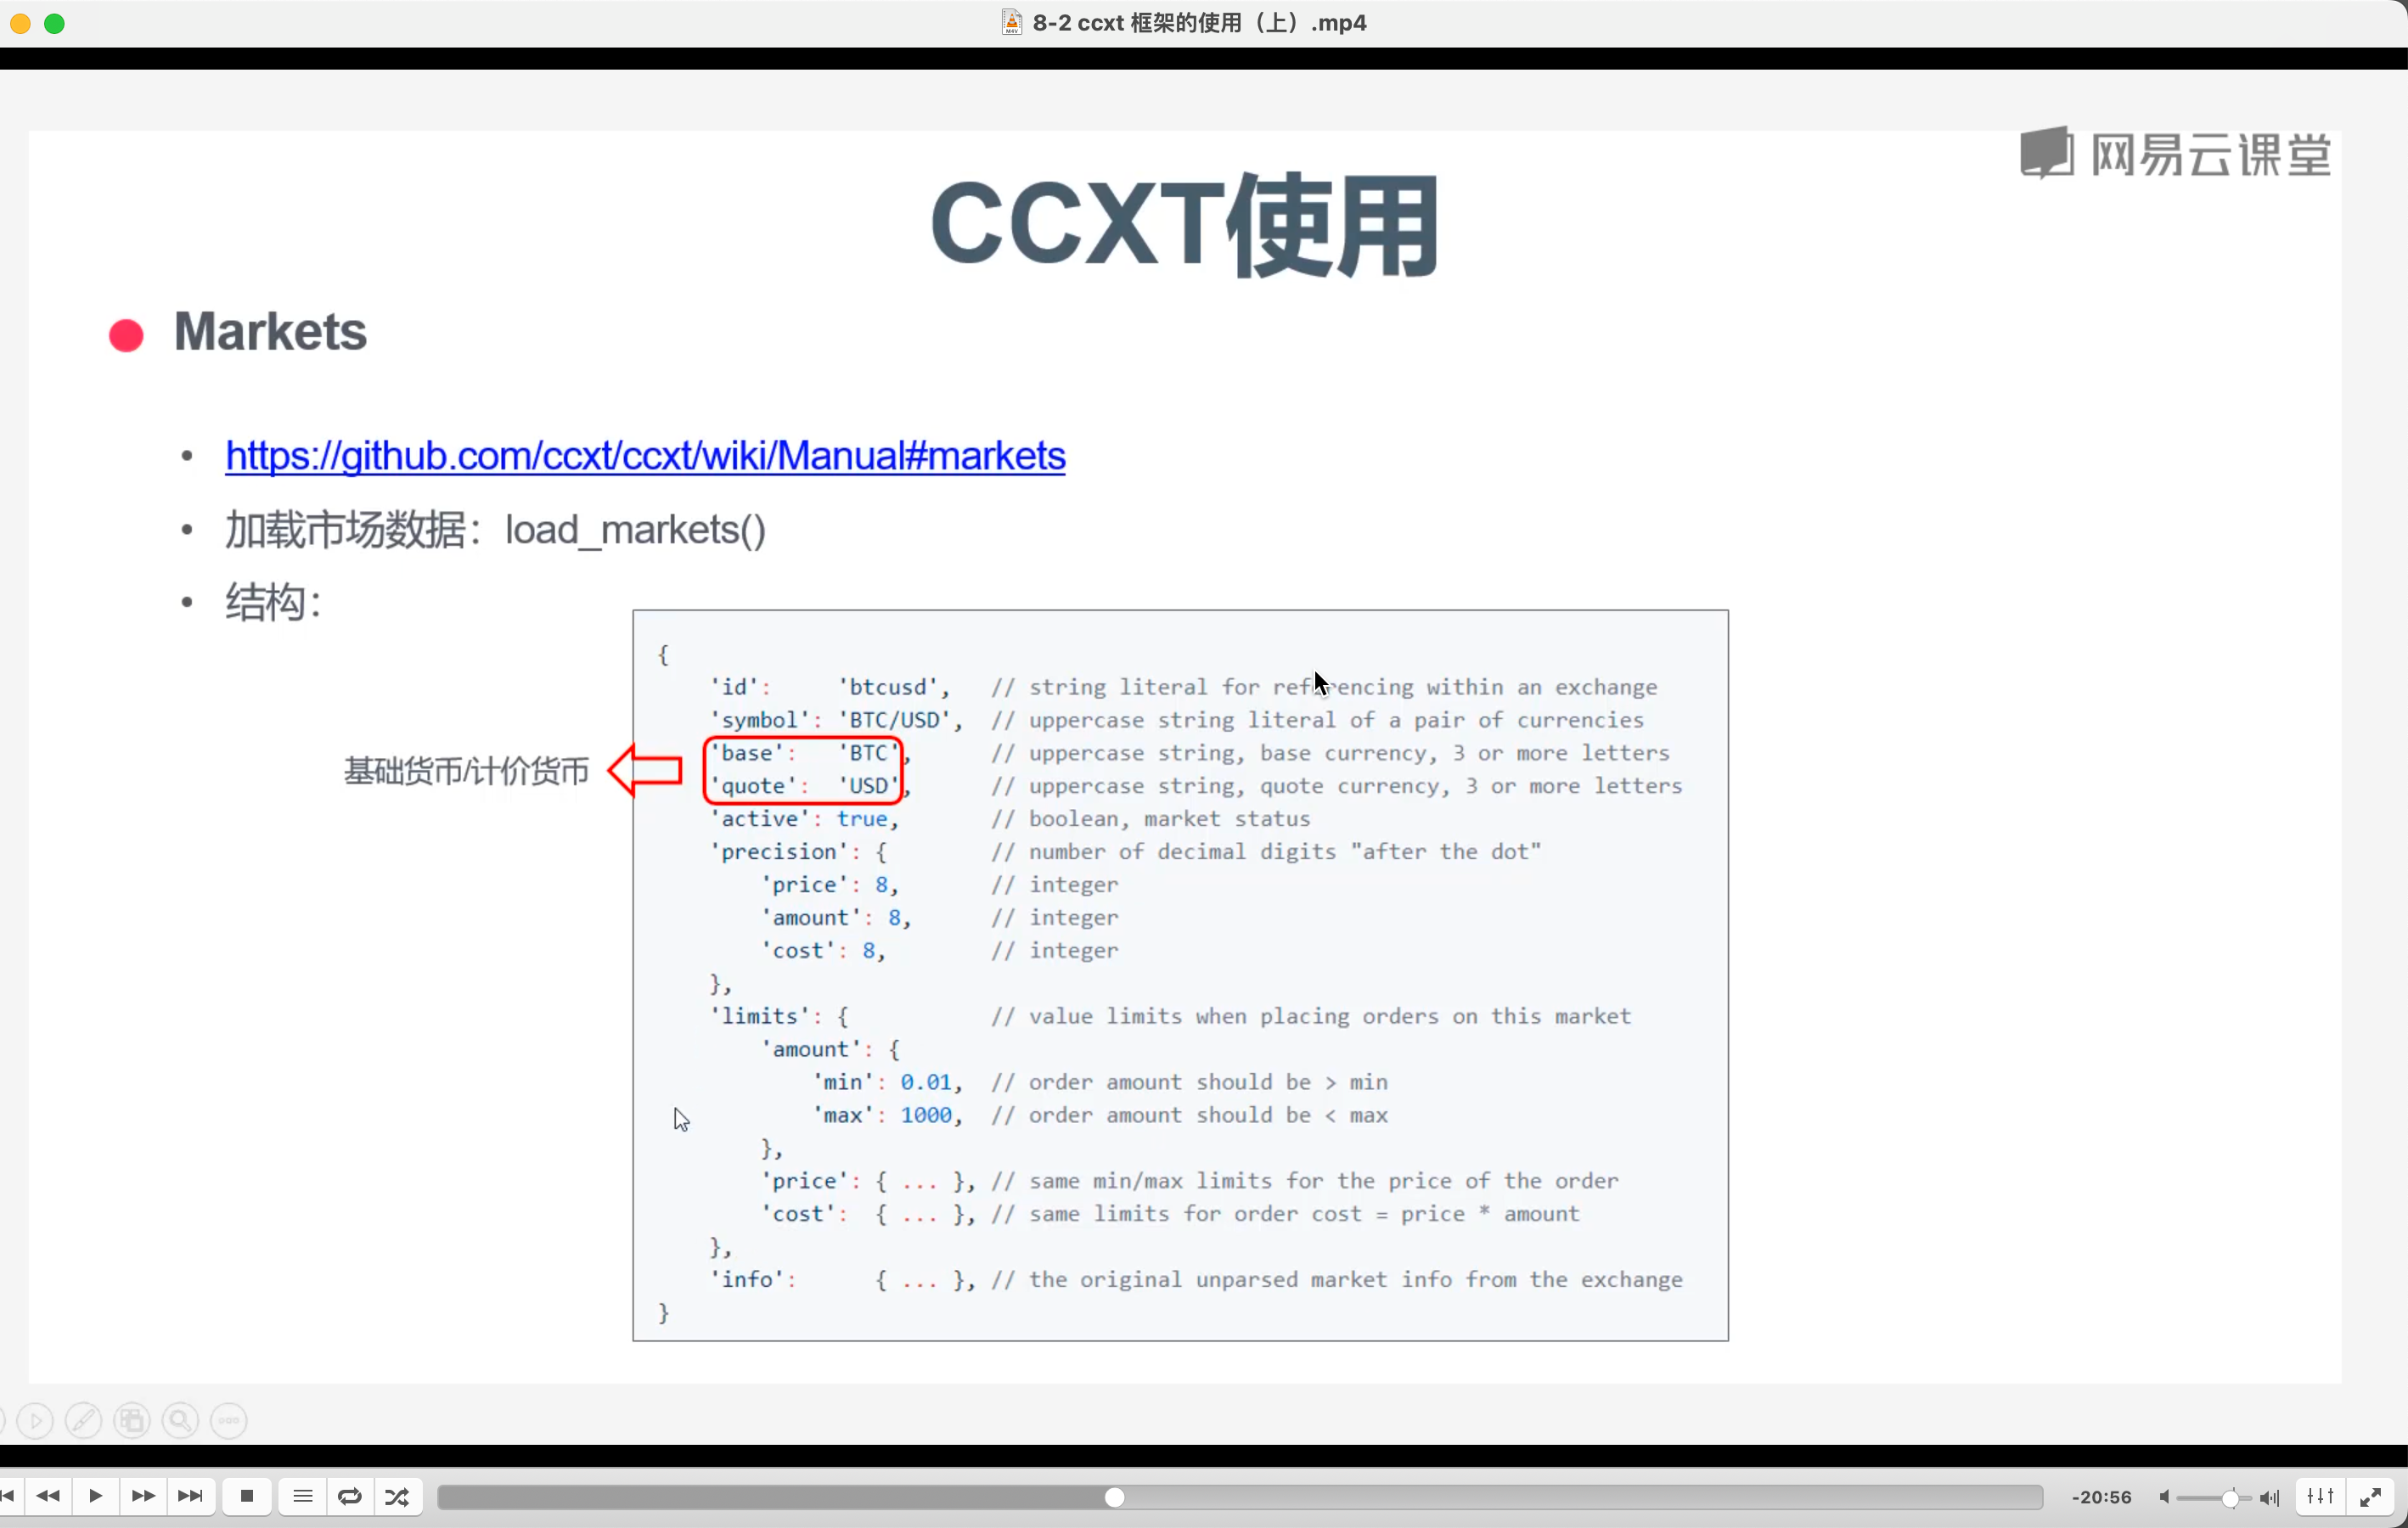 8-2 ccxt 框架的使用（上）.mp4
网易云课堂
CCXT使用
Markets
• https://github.com/ccxt/ccxt/wiki/Manual#markets
• 加载市场数据：load_markets()
• 结构：
基础货币/计价货币
{
    'id':     'btcusd',   // string literal for referencing within an exchange
    'symbol': 'BTC/USD',  // uppercase string literal of a pair of currencies
    'base':   'BTC',      // uppercase string, base currency, 3 or more letters
    'quote':  'USD',      // uppercase string, quote currency, 3 or more letters
    'active': true,       // boolean, market status
    'precision': {        // number of decimal digits "after the dot"
        'price': 8,       // integer
        'amount': 8,      // integer
        'cost': 8,        // integer
    },
    'limits': {           // value limits when placing orders on this market
        'amount': {
            'min': 0.01,  // order amount should be > min
            'max': 1000,  // order amount should be < max
        },
        'price': { ... }, // same min/max limits for the price of the order
        'cost':  { ... }, // same limits for order cost = price * amount
    },
    'info':      { ... }, // the original unparsed market info from the exchange
}
-20:56